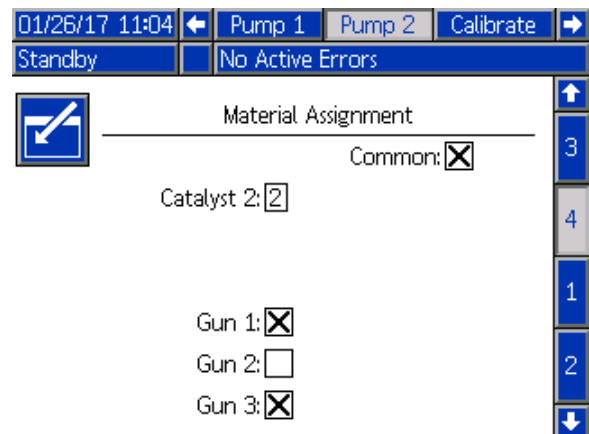 01/26/17 11:04 Pump 1 Pump 2 Calibrate
Standby No Active Errors
Material Assignment
Common:
3
Catalyst 2: 2
4
1
Gun 1:
Gun 2:
2
Gun 3: